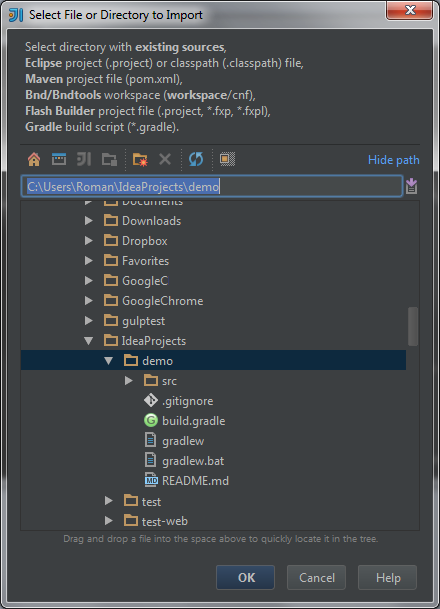 Select File or Directory to Import
Select directory with existing sources,
Eclipse project (.project) or classpath (.classpath) file,
Maven project file (pom.xml),
Bnd/Bndtools workspace (workspace/cnf),
Flash Builder project file (.project, *.fxp, *.fxpl),
Gradle build script (*.gradle).
Hide path
C:\Users\Roman\IdeaProjects\demo
Documents
Downloads
Dropbox
Favorites
GoogleC
GoogleChrome
gulptest
IdeaProjects
demo
src
.gitignore
build.gradle
gradlew
gradlew.bat
README.md
test
test-web
Drag and drop a file into the space above to quickly locate it in the tree.
OK Cancel Help